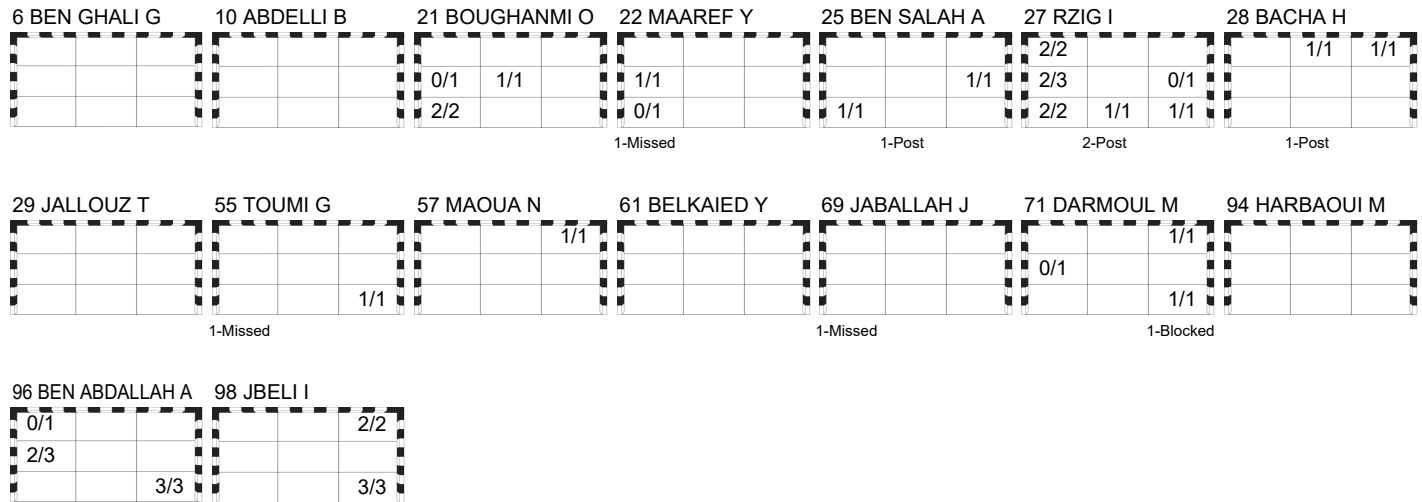 6 BEN GHALI G 10 ABDELLI B 21 BOUGHANMI O 22 MAAREF Y 25 BEN SALAH A 27 RZIG I 28 BACHA H
2/2 1/1 1/1
0/1 1/1 1/1 1/1 2/3 0/1
2/2 0/1 1/1 2/2 1/1 1/1
1-Missed 1-Post 2-Post 1-Post
29 JALLOUZ T 55 TOUMI G 57 MAOUA N 61 BELKAIED Y 69 JABALLAH J 71 DARMOUL M 94 HARBAOUI M
1/1 1/1
0/1
1/1 1/1
1-Missed 1-Missed 1-Blocked
96 BEN ABDALLAH A 98 JBELI I
0/1 2/2
2/3
3/3 3/3